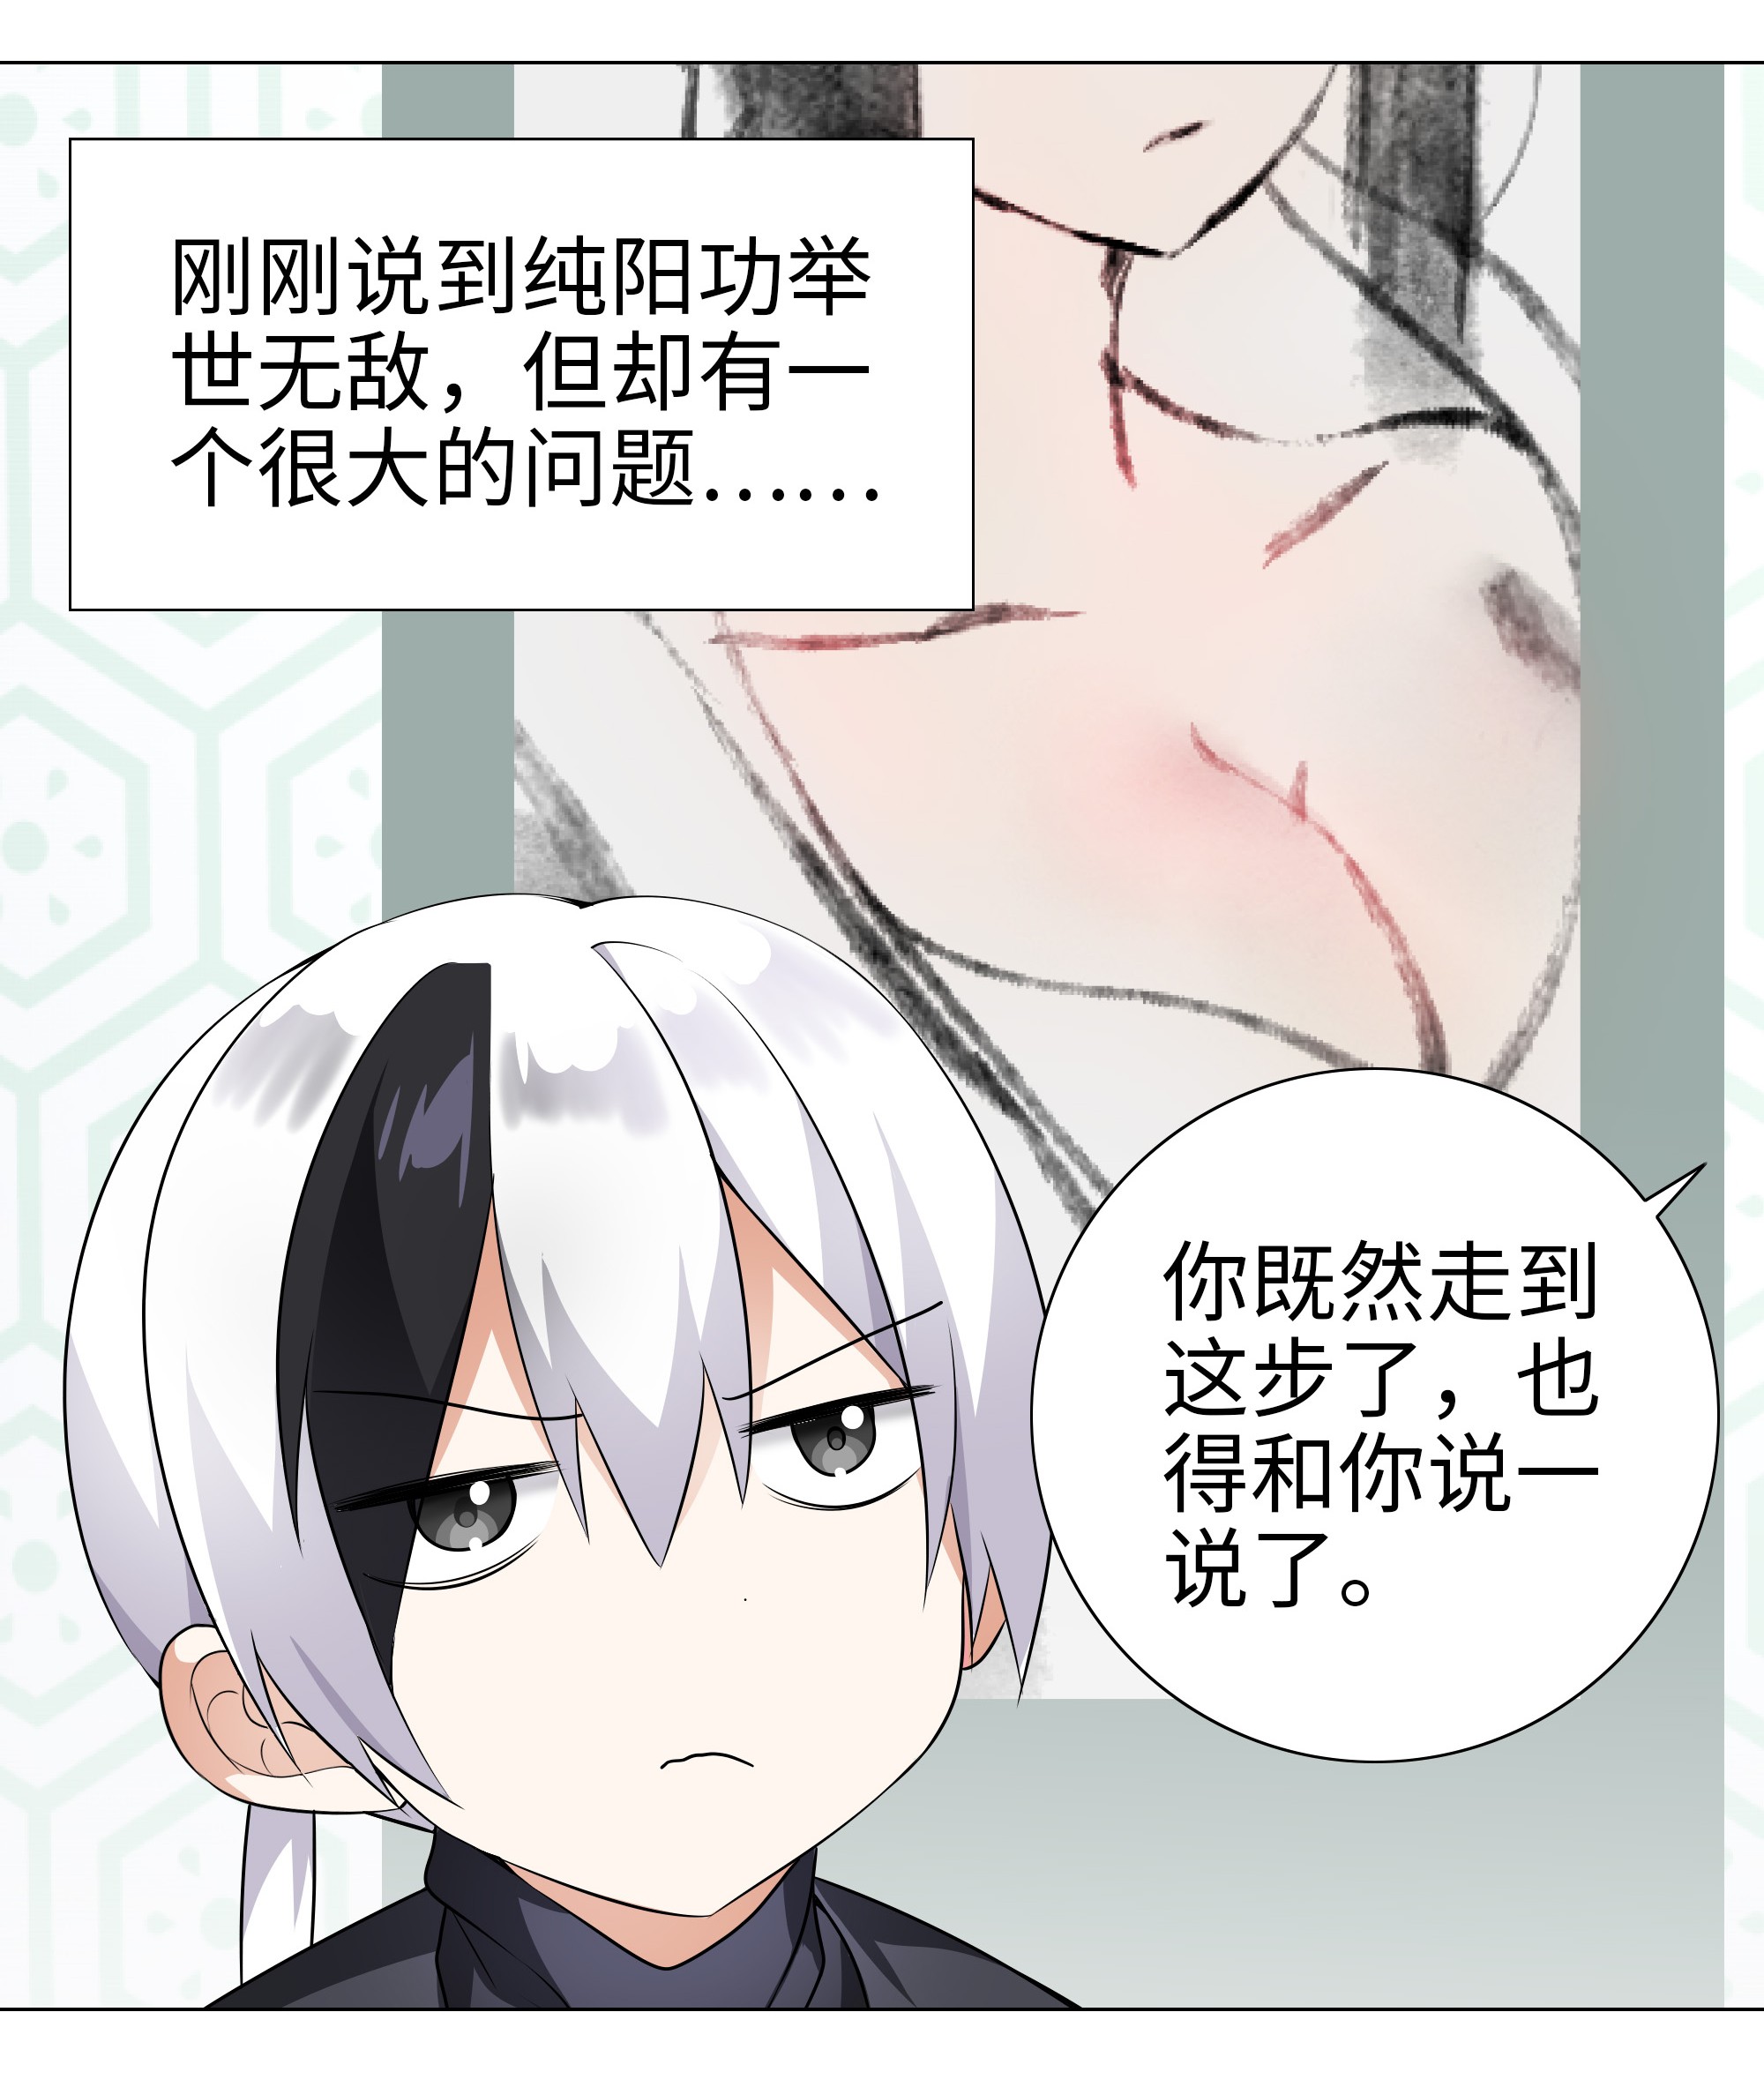 刚刚说到纯阳功举
世无敌，但却有一
个很大的问题……
你既然走到
这步了，也
得和你说一
说了。